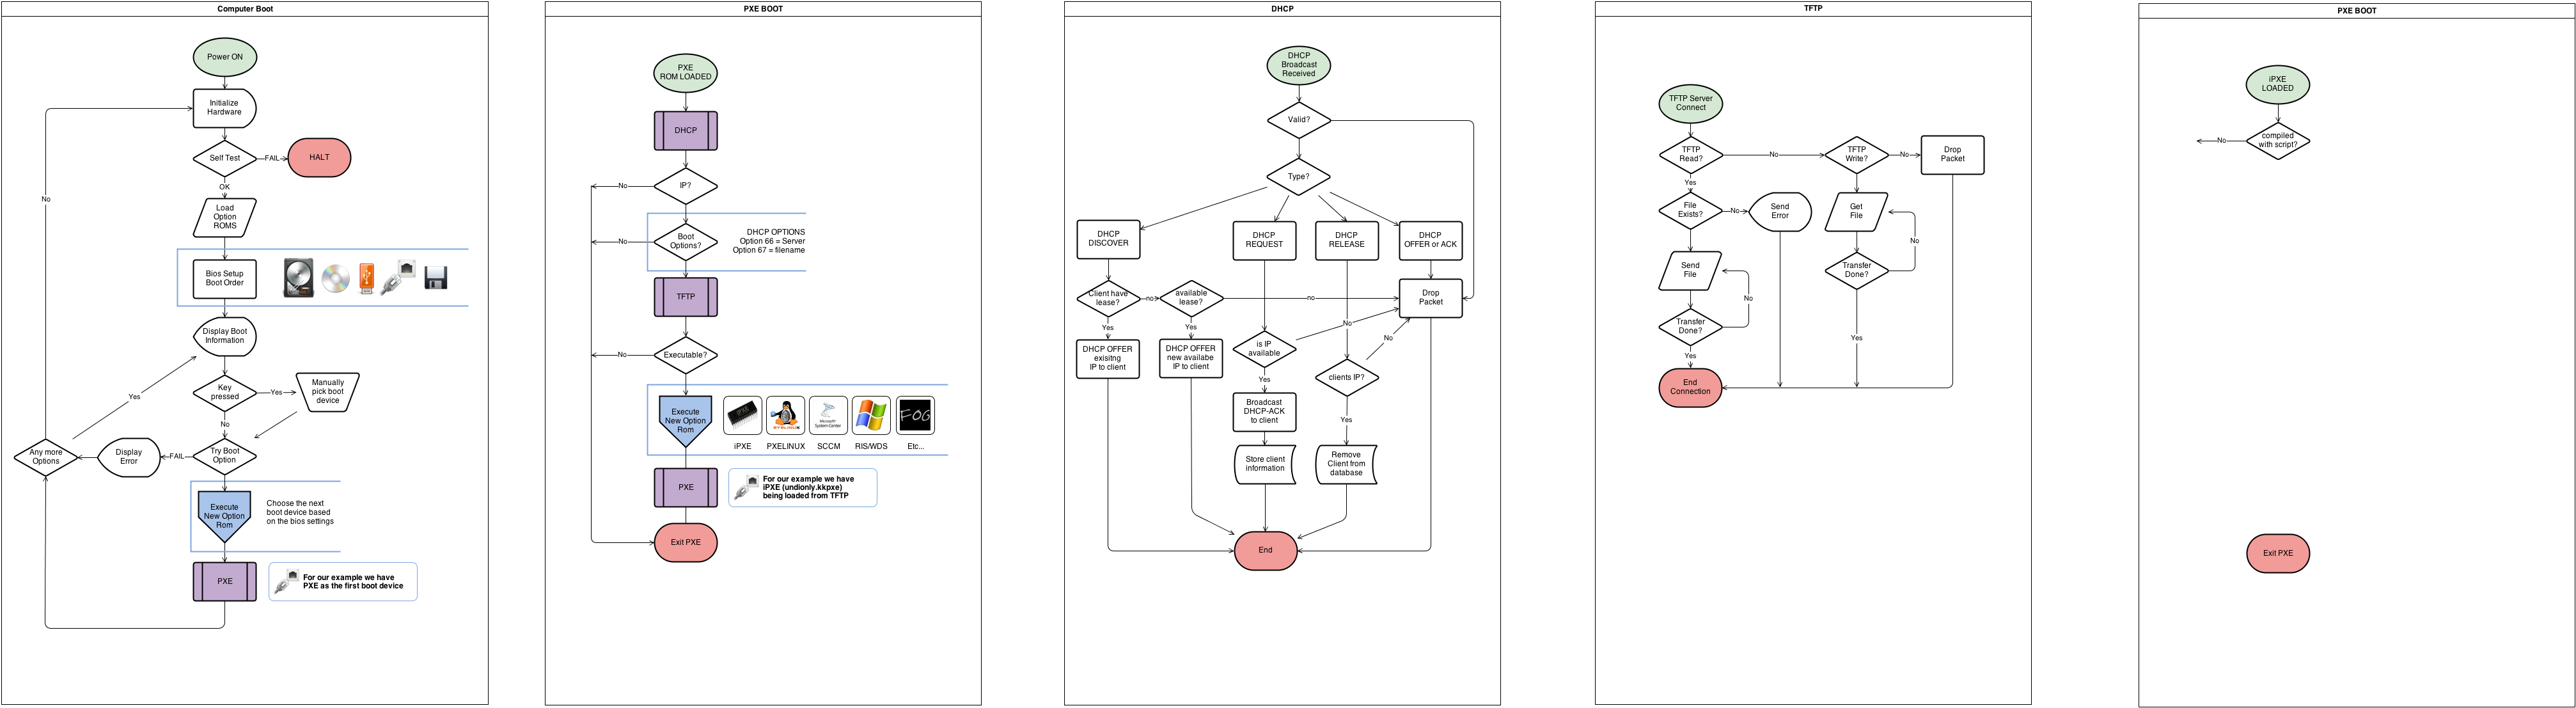 Computer Boot
Power ON
Initialize
Hardware
Self Test
FAIL
HALT
OK
Load
Option
ROMS
No
Bios Setup
Boot Order
Display Boot
Information
Key
pressed
Yes
Manually
pick boot
device
Yes
No
Any more
Options
Display
Error
FAIL
Try Boot
Option
Execute
New Option
Rom
Choose the next
boot device based
on the bios settings
PXE
For our example we have
PXE as the first boot device
PXE BOOT
PXE
ROM LOADED
DHCP
IP?
No
Boot
Options?
No
DHCP OPTIONS
Option 66 = Server
Option 67 = filename
TFTP
Executable?
No
Execute
New Option
Rom
iPXE
SYSLINUX
Microsoft
System Center
FOG
iPXE
PXELINUX
SCCM
RIS/WDS
Etc...
PXE
For our example we have
iPXE (undionly.kkpxe)
being loaded from TFTP
Exit PXE
DHCP
DHCP
Broadcast
Received
Valid?
Type?
DHCP
DISCOVER
DHCP
REQUEST
DHCP
RELEASE
DHCP
OFFER or ACK
Client have
lease?
no
available
lease?
no
Drop
Packet
Yes
Yes
No
No
DHCP OFFER
exisitng
IP to client
DHCP OFFER
new availabe
IP to client
is IP
available
clients IP?
Yes
Yes
Broadcast
DHCP-ACK
to client
Store client
information
Remove
Client from
database
End
TFTP
TFTP Server
Connect
TFTP
Read?
No
TFTP
Write?
No
Drop
Packet
Yes
File
Exists?
No
Send
Error
Get
File
No
Send
File
No
Transfer
Done?
Transfer
Done?
Yes
Yes
End
Connection
PXE BOOT
iPXE
LOADED
compiled
with script?
No
Exit PXE